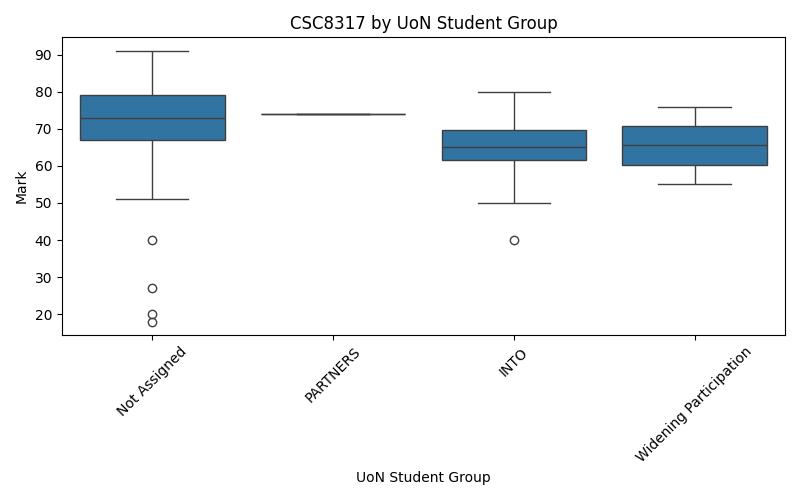 CSC8317 by UoN Student Group
Mark
90
80
70
60
50
40
30
20
Not Assigned
PARTNERS
INTO
Widening Participation
UoN Student Group